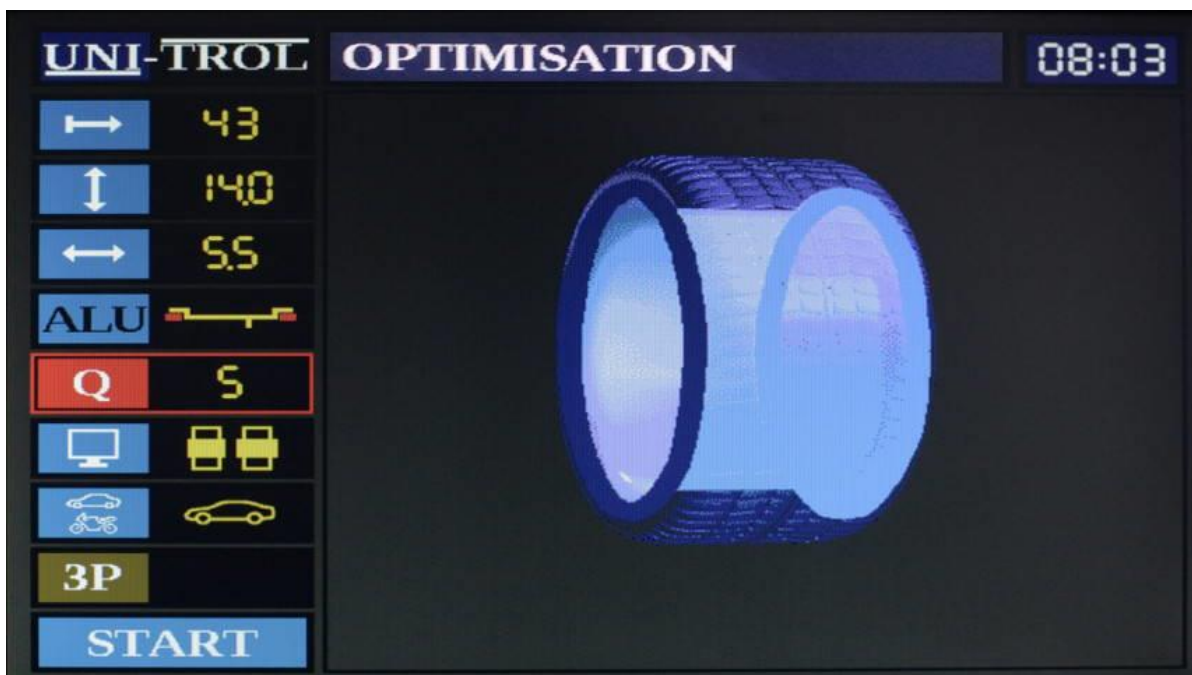 UNI-TROL OPTIMISATION 08:03
43
14.0
5.5
ALU
Q 5
3P
START